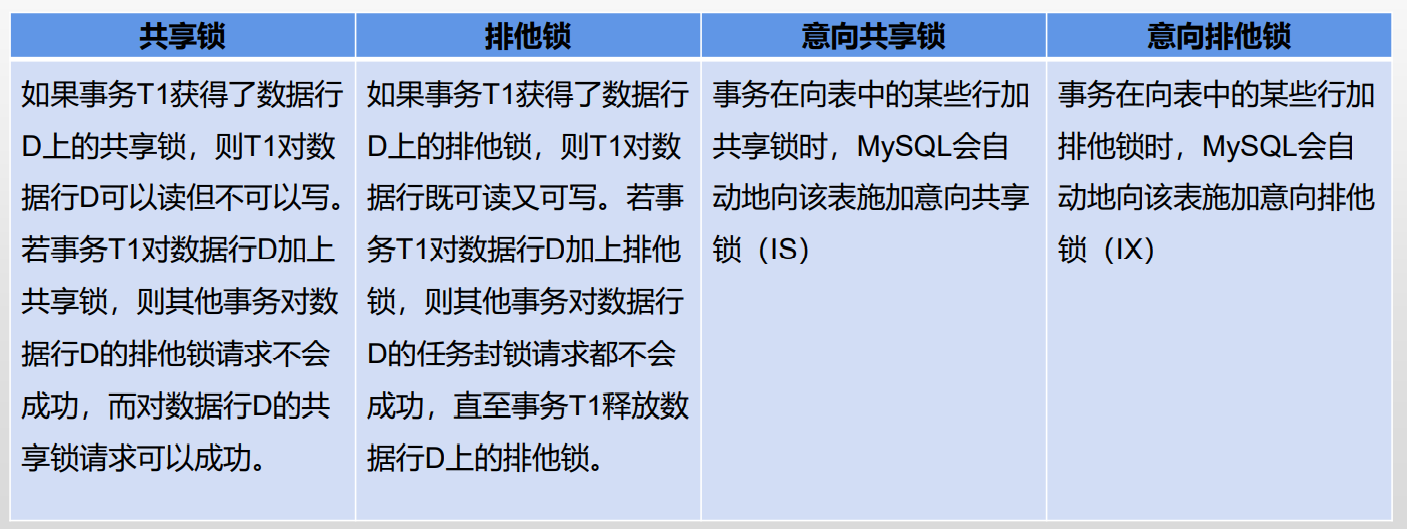 共享锁
排他锁
意向共享锁
意向排他锁
如果事务T1获得了数据行
D上的共享锁，则T1对数
据行D可以读但不可以写。
若事务T1对数据行D加上
共享锁，则其他事务对数
据行D的排他锁请求不会
成功，而对数据行D的共
享锁请求可以成功。
如果事务T1获得了数据行
D上的排他锁，则T1对数
据行既可读又可写。若事
务T1对数据行D加上排他
锁，则其他事务对数据行
D的任务封锁请求都不会
成功，直至事务T1释放数
据行D上的排他锁。
事务在向表中的某些行加
共享锁时，MySQL会自
动地向该表施加意向共享
锁（IS）
事务在向表中的某些行加
排他锁时，MySQL会自
动地向该表施加意向排他
锁（IX）